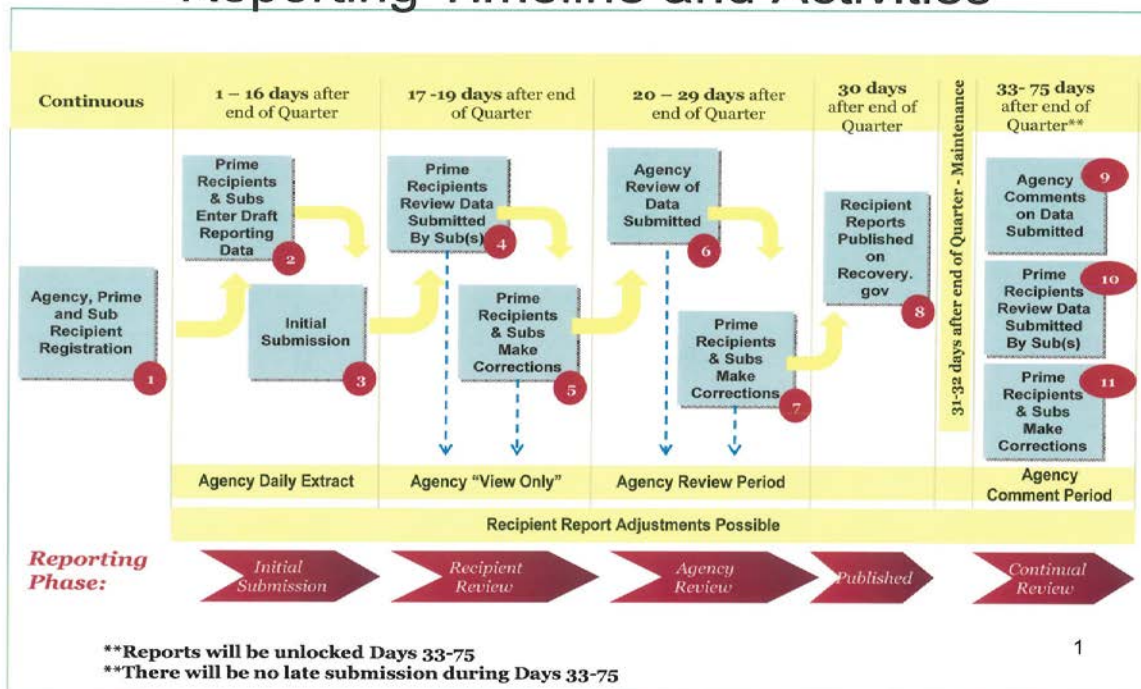 Reporting Timeline and Activities
Continuous
1 – 16 days after
end of Quarter
17 -19 days after end
of Quarter
20 – 29 days after
end of Quarter
30 days
after end of
Quarter
31-32 days after end of Quarter - Maintenance
33- 75 days
after end of
Quarter**
Agency, Prime
and Sub
Recipient
Registration
1
Prime
Recipients
& Subs
Enter Draft
Reporting
Data
2
Initial
Submission
3
Prime
Recipients
Review Data
Submitted
By Sub(s)
4
Prime
Recipients
& Subs
Make
Corrections
5
Agency
Review of
Data
Submitted
6
Prime
Recipients
& Subs
Make
Corrections
7
Recipient
Reports
Published
on
Recovery.
gov
8
Agency
Comments
on Data
Submitted
9
Prime
Recipients
Review Data
Submitted
By Sub(s)
10
Prime
Recipients
& Subs
Make
Corrections
11
Agency Daily Extract
Agency “View Only”
Agency Review Period
Agency
Comment Period
Recipient Report Adjustments Possible
Reporting
Phase:
Initial
Submission
Recipient
Review
Agency
Review
Published
Continual
Review
**Reports will be unlocked Days 33-75
**There will be no late submission during Days 33-75
1